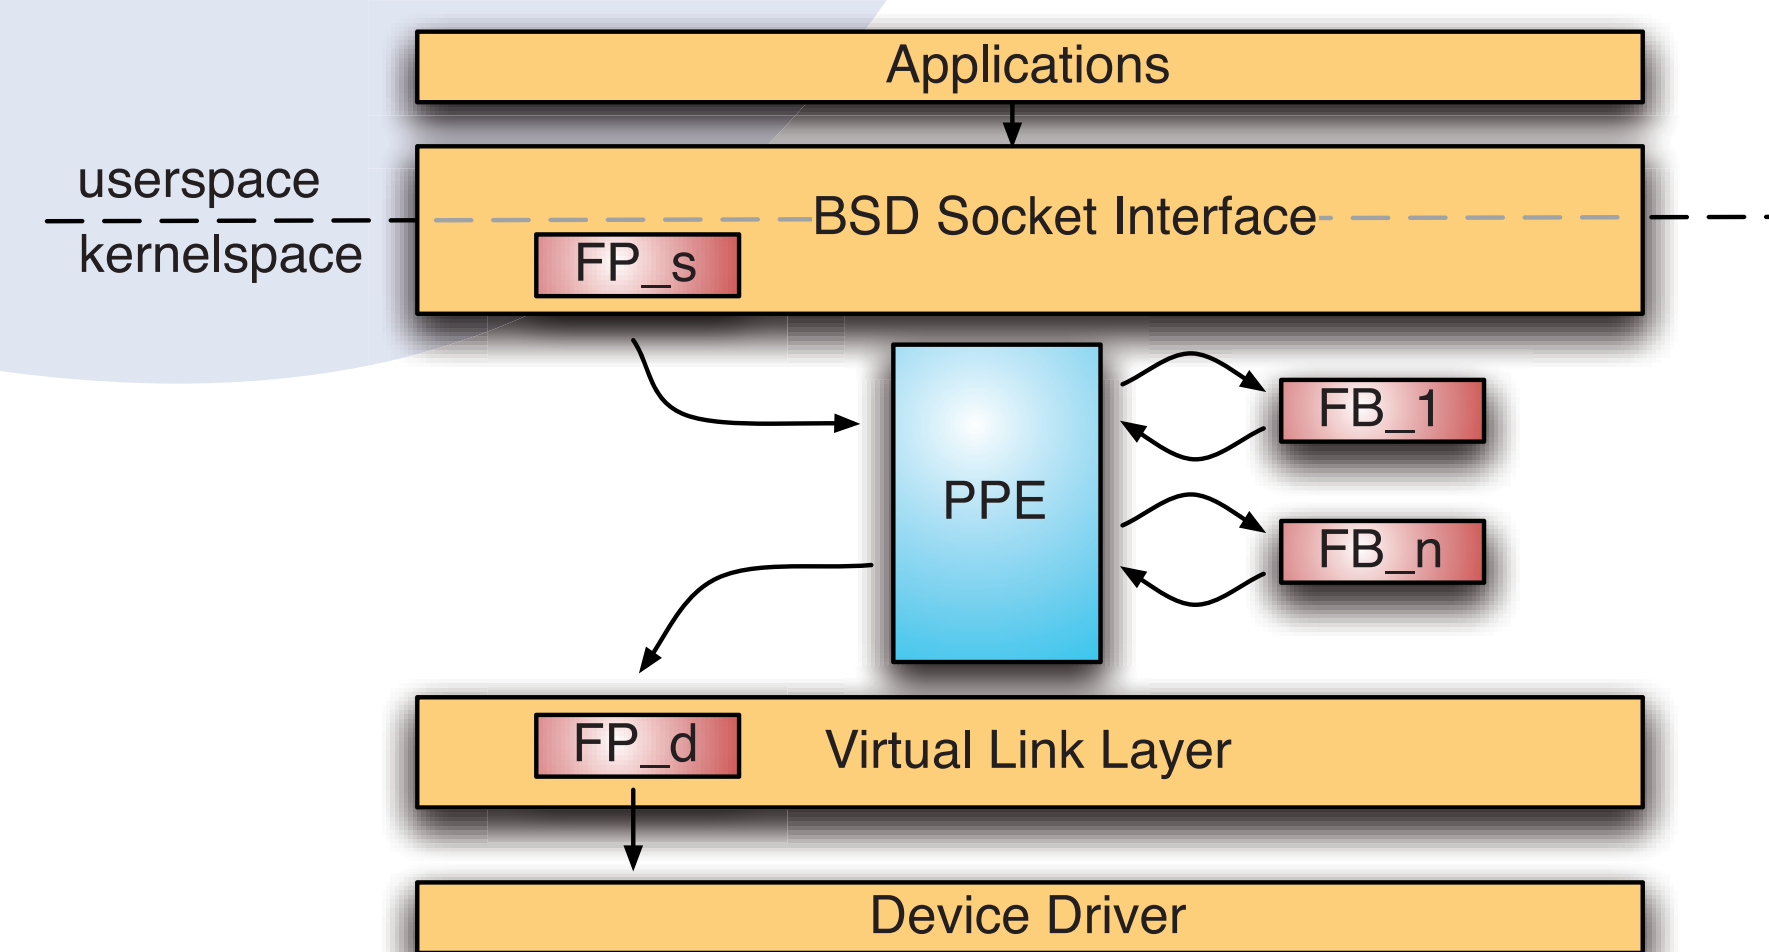 Applications
userspace
BSD Socket Interface
kernelspace
FP_s
FB_1
PPE
FB_n
FP_d
Virtual Link Layer
Device Driver